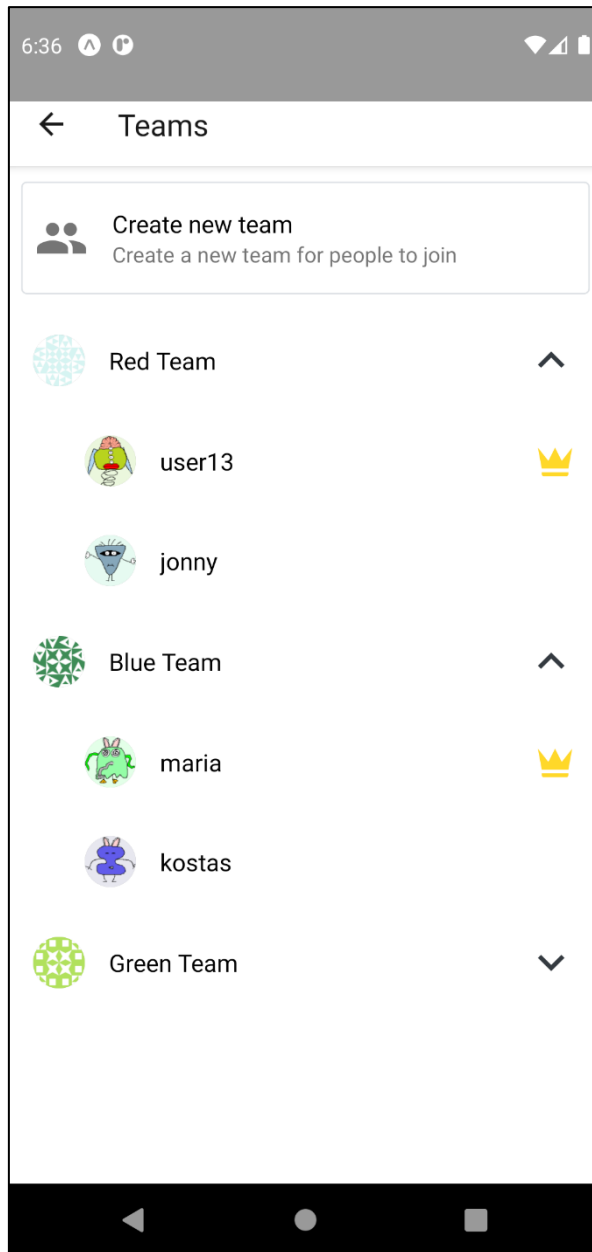 6:36
Teams
Create new team
Create a new team for people to join
Red Team
user13
jonny
Blue Team
maria
kostas
Green Team